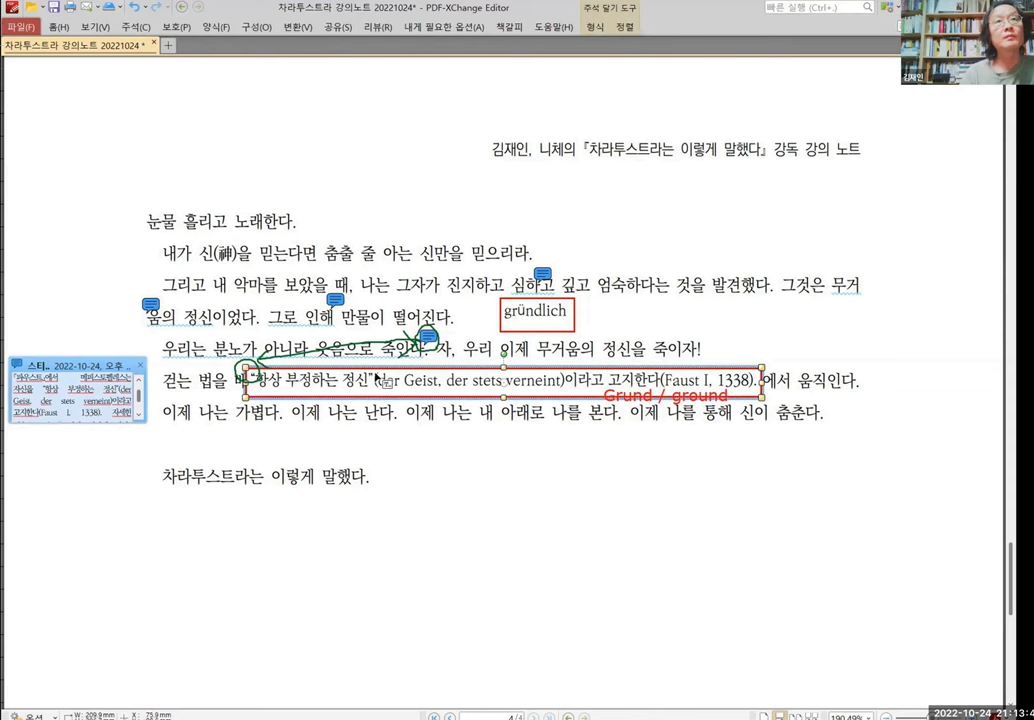 차라투스트라 강의노트 20221024* - PDF-XChange Editor
주석 달기 도구
빠른 실행 (Ctrl+.)
파일(F) 홈(H) 보기(V) 주석(C) 보호(P) 양식(F) 구성(O) 변환(V) 공유(S) 리뷰(R) 내게 필요한 옵션(A) 책갈피 도움말(H) 형식 정렬
차라투스트라 강의노트 20221024 *
김재인
김재인, 니체의 『차라투스트라는 이렇게 말했다』 강독 강의 노트
눈물 흘리고 노래한다.
내가 신(神)을 믿는다면 춤출 줄 아는 신만을 믿으리라.
그리고 내 악마를 보았을 때, 나는 그자가 진지하고 심하고 깊고 엄숙하다는 것을 발견했다. 그것은 무거
gründlich
움의 정신이었다. 그로 인해 만물이 떨어진다.
우리는 분노가 아니라 웃음으로 죽인다. 자, 우리 이제 무거움의 정신을 죽이자!
스티.. 2022-10-24, 오후 ..
『파우스트』에서 메피스토펠레스는
자신을 "항상 부정하는 정신"(der
Geist, der stets verneint)이라고
고지한다(Faust I, 1338). 자세한
걷는 법을
"항상 부정하는 정신" Geist, der stets verneint)이라고 고지한다(Faust I, 1338).
에서 움직인다.
Grund / ground
이제 나는 가볍다. 이제 나는 난다. 이제 나는 내 아래로 나를 본다. 이제 나를 통해 신이 춤춘다.
차라투스트라는 이렇게 말했다.
옵션 209.9mm 75.9mm 4/4 190.49%